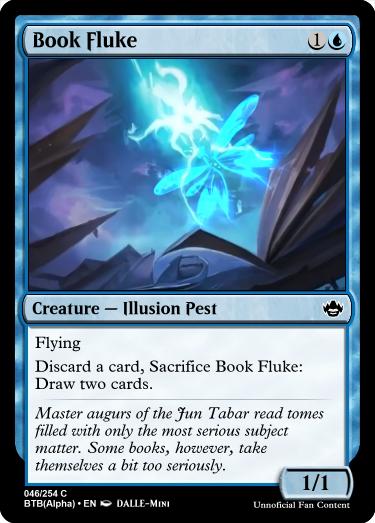 Book Fluke 1
Creature — Illusion Pest
Flying
Discard a card, Sacrifice Book Fluke:
Draw two cards.
Master augurs of the Jun Tabar read tomes
filled with only the most serious subject
matter. Some books, however, take
themselves a bit too seriously.
1/1
046/254 C
BTB(Alpha) • EN DALLE-Mini
Unofficial Fan Content